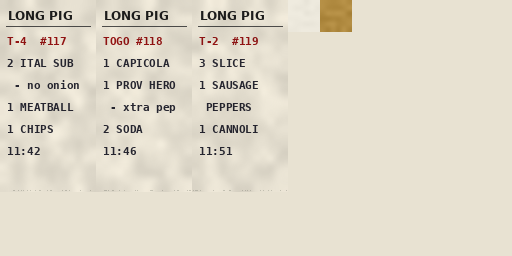 LONG PIG
T-4 #117
2 ITAL SUB
- no onion
1 MEATBALL
1 CHIPS
11:42
LONG PIG
TOGO #118
1 CAPICOLA
1 PROV HERO
- xtra pep
2 SODA
11:46
LONG PIG
T-2 #119
3 SLICE
1 SAUSAGE
PEPPERS
1 CANNOLI
11:51